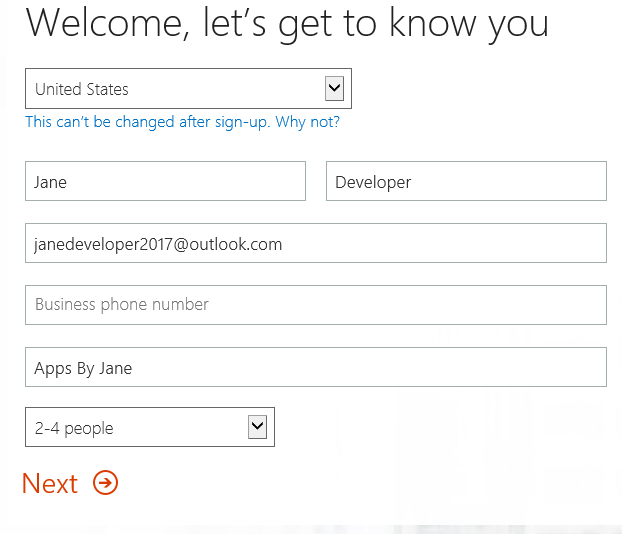 Welcome, let's get to know you
United States
This can't be changed after sign-up. Why not?
Jane Developer
janedeveloper2017@outlook.com
Business phone number
Apps By Jane
2-4 people
Next